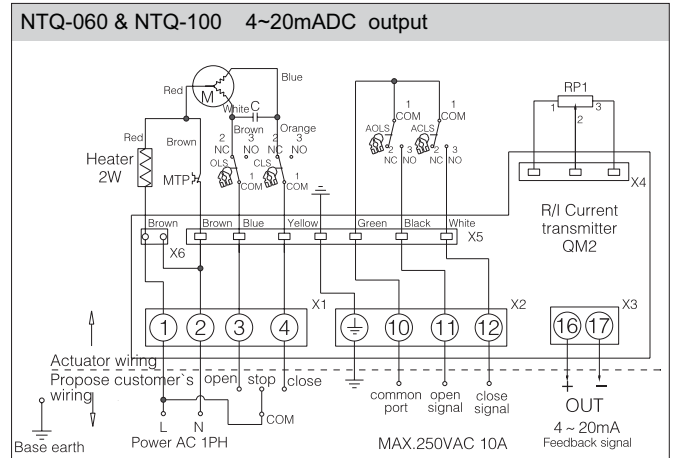 NTQ-060 & NTQ-100 4~20mADC output
Blue
Red
M
White C
Brown
Orange
Red
Brown
2 3
NC NO
OLS
1
COM
2 3
NC NO
CLS
1
COM
Heater
2W
MTP
1
COM
AOLS
2 3
NC NO
1
COM
ACLS
2 3
NC NO
RP1
1 3
2
X4
R/I Current
transmitter
QM2
Brown
Brown
Blue
Yellow
Green
Black
White
X6
X5
X1
X2
X3
1 2 3 4
10 11 12
16 17
Actuator wiring
Propose customer`s
wiring
open stop close
COM
L N
Power AC 1PH
Base earth
common
port
open
signal
close
signal
MAX.250VAC 10A
+ -
OUT
4 ~ 20mA
Feedback signal